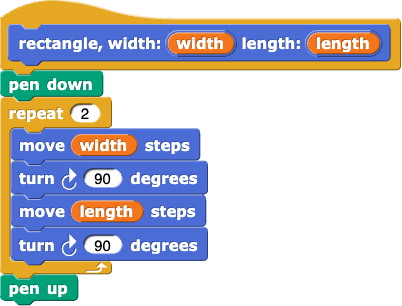 rectangle, width: width length: length
pen down
repeat 2
move width steps
turn 90 degrees
move length steps
turn 90 degrees
pen up